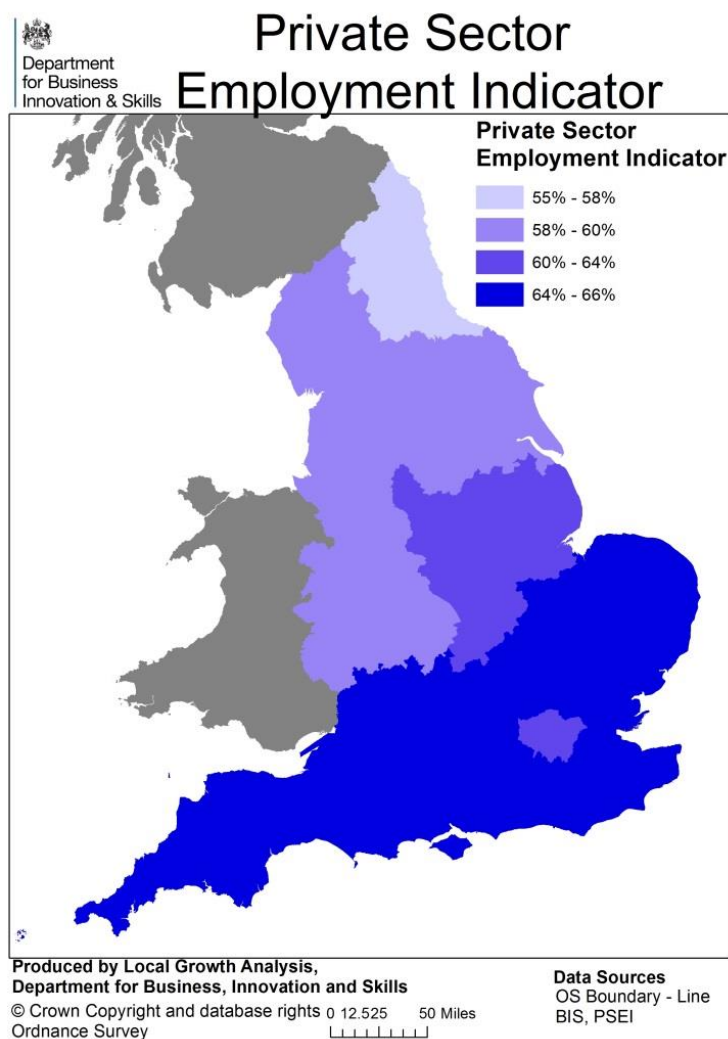 Private Sector
Employment Indicator
Department
for Business
Innovation & Skills
Private Sector
Employment Indicator
55% - 58%
58% - 60%
60% - 64%
64% - 66%
Produced by Local Growth Analysis,
Department for Business, Innovation and Skills
© Crown Copyright and database rights
Ordnance Survey
0 12.525 50 Miles
Data Sources
OS Boundary - Line
BIS, PSEI